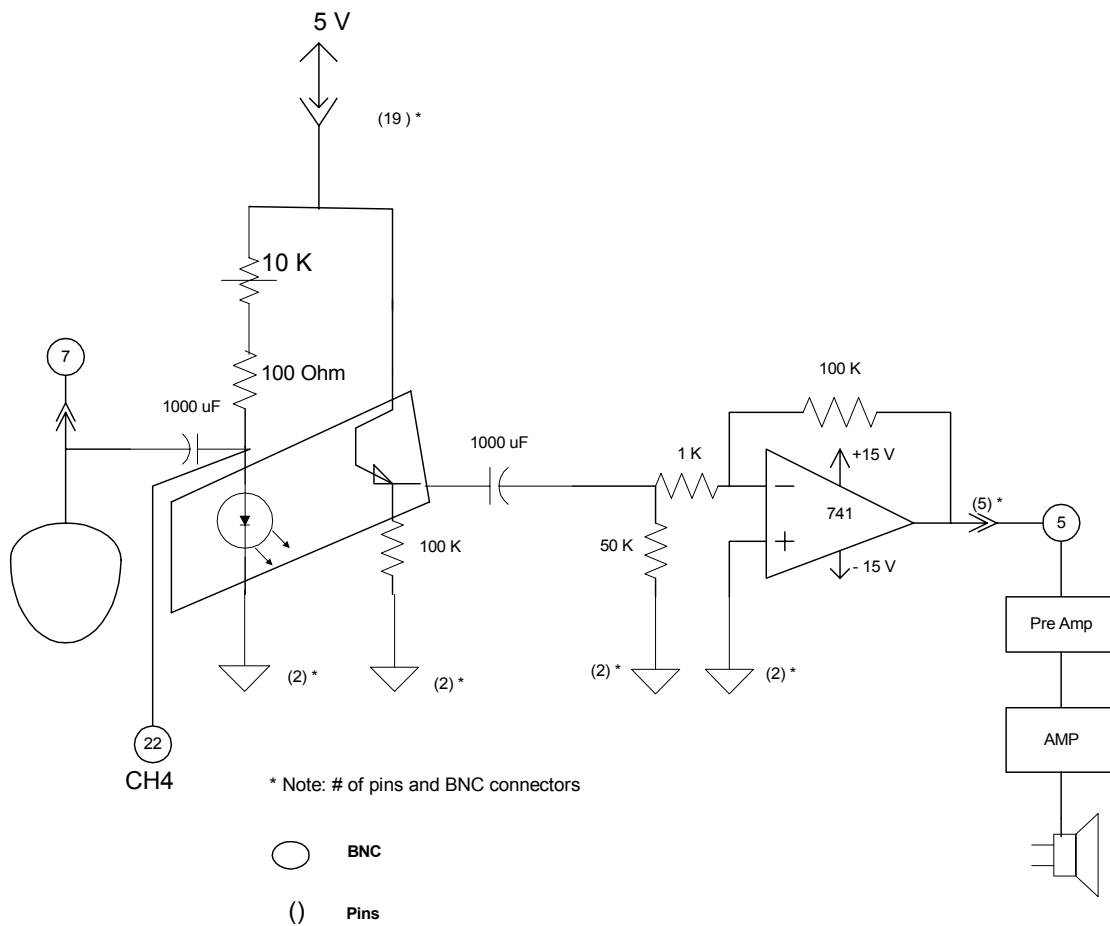 5 V
(19 ) *
10 K
7
100 Ohm
1000 uF
100 K
1000 uF
1 K
+15 V
(5) *
741
5
50 K
100 K
- 15 V
Pre Amp
(2) *
(2) *
(2) *
(2) *
22
AMP
CH4
* Note: # of pins and BNC connectors
BNC
() Pins